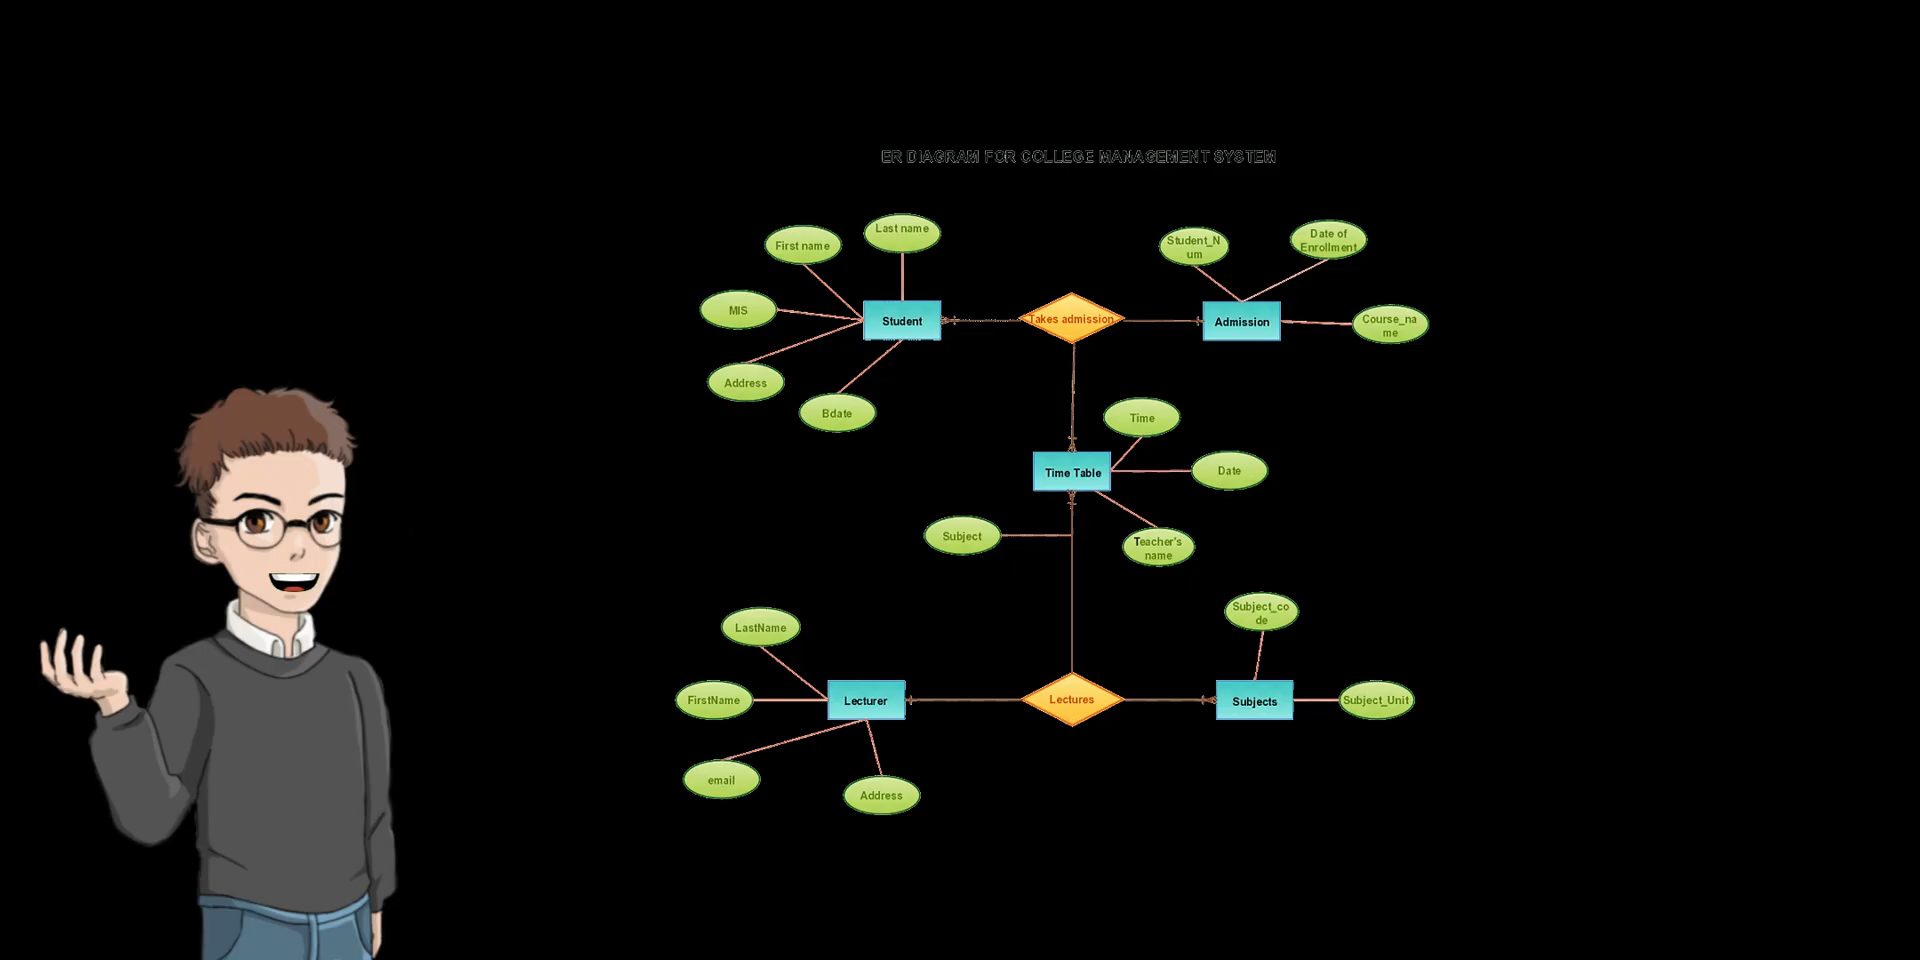 ER DIAGRAM FOR COLLEGE MANAGEMENT SYSTEM
Last name
First name
Student_N
um
Date of
Enrollment
MIS
Student
Takes admission
Admission
Course_na
me
Address
Bdate
Time
Time Table
Date
Subject
Teacher's
name
Subject_co
de
LastName
FirstName
Lecturer
Lectures
Subjects
Subject_Unit
email
Address